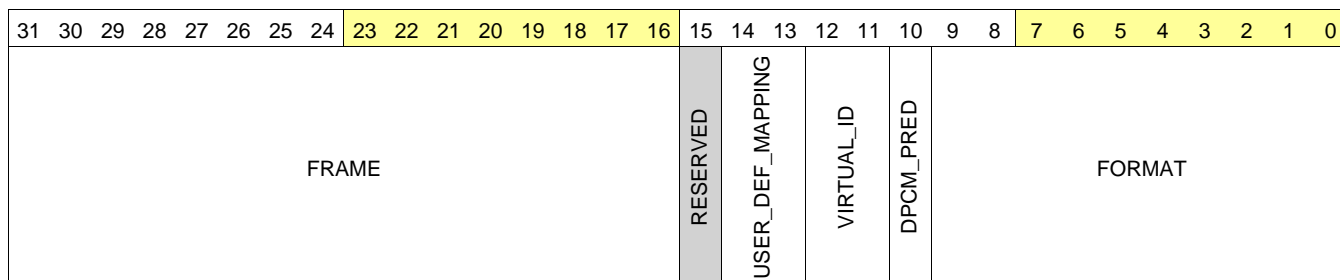 31 30 29 28 27 26 25 24 23 22 21 20 19 18 17 16 15 14 13 12 11 10 9 8 7 6 5 4 3 2 1 0
FRAME
RESERVED
USER_DEF_MAPPING
VIRTUAL_ID
DPCM_PRED
FORMAT